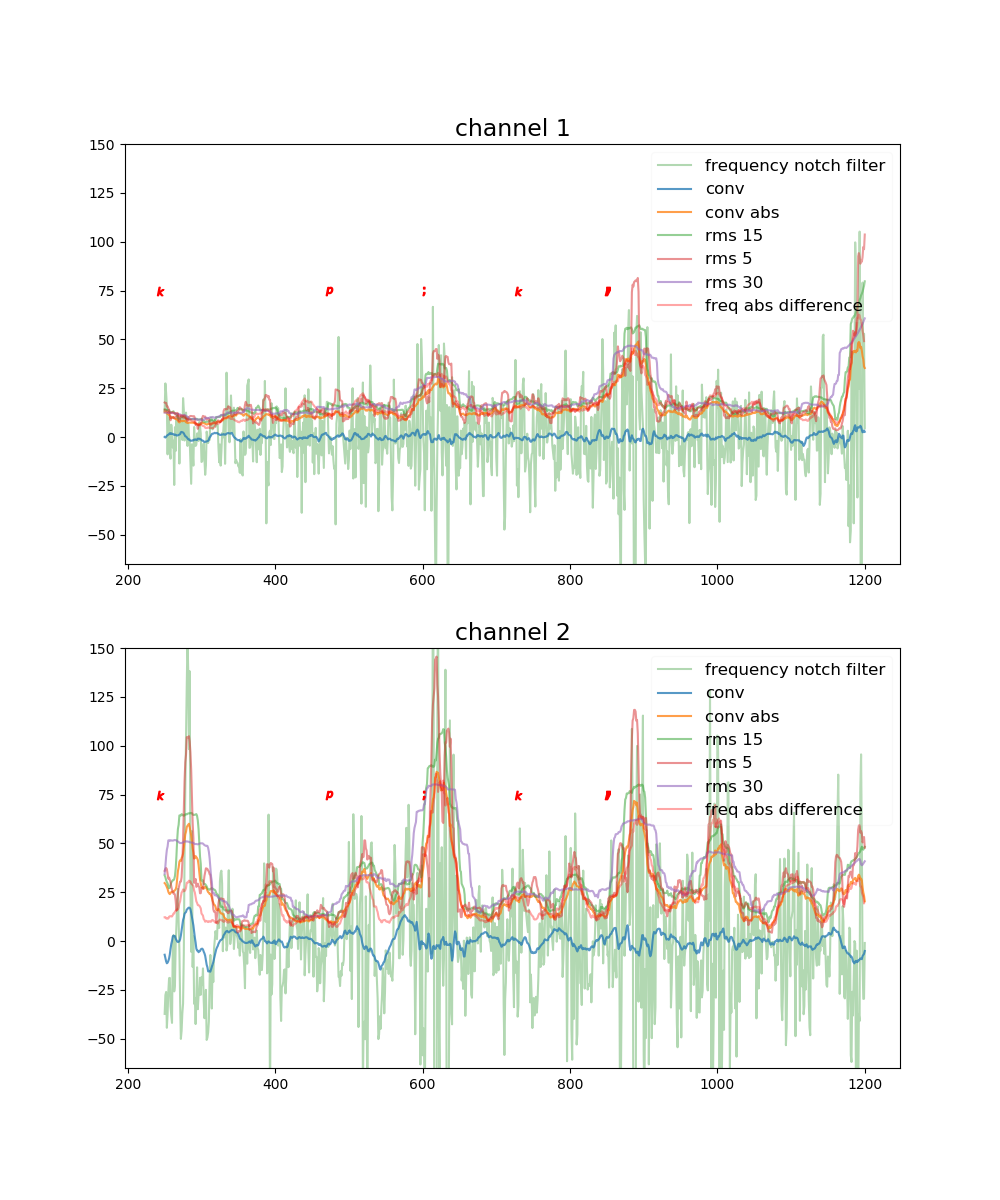 channel 1
150
125
100
75
50
25
0
−25
−50
frequency notch filter
conv
conv abs
rms 15
rms 5
rms 30
freq abs difference
k p ; k
200 400 600 800 1000 1200
channel 2
150
125
100
75
50
25
0
−25
−50
frequency notch filter
conv
conv abs
rms 15
rms 5
rms 30
freq abs difference
k p ; k
200 400 600 800 1000 1200